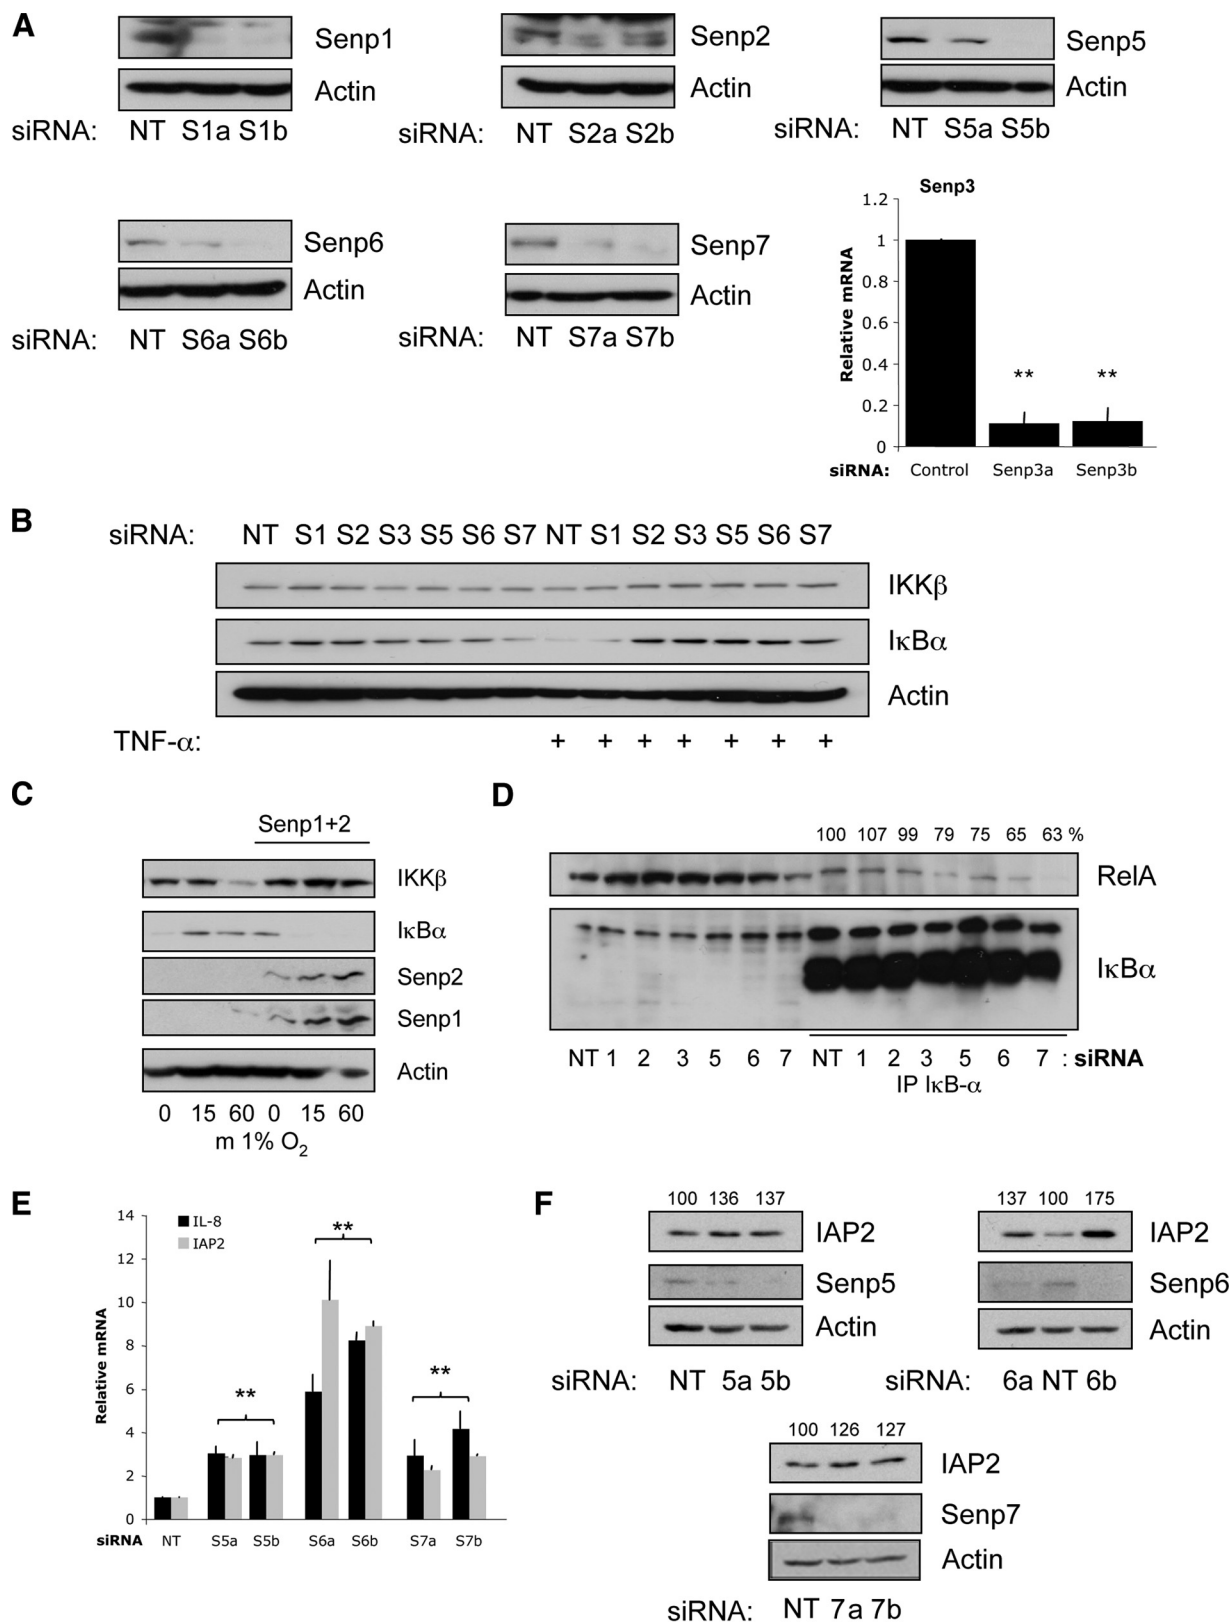 A
Senp1
Actin
siRNA: NT S1a S1b
Senp2
Actin
siRNA: NT S2a S2b
Senp5
Actin
siRNA: NT S5a S5b
Senp6
Actin
siRNA: NT S6a S6b
Senp7
Actin
siRNA: NT S7a S7b
Senp3
Relative mRNA
1.2
1
0.8
0.6
0.4
0.2
0
** **
siRNA: Control Senp3a Senp3b
B
siRNA: NT S1 S2 S3 S5 S6 S7 NT S1 S2 S3 S5 S6 S7
IKKβ
IκBα
Actin
TNF-α: + + + + + + +
C
Senp1+2
IKKβ
IκBα
Senp2
Senp1
Actin
0 15 60 0 15 60
m 1% O2
D
100 107 99 79 75 65 63 %
RelA
IκBα
NT 1 2 3 5 6 7 NT 1 2 3 5 6 7 : siRNA
IP IκB-α
E
Relative mRNA
14
12
10
8
6
4
2
0
IL-8
IAP2
** ** **
siRNA NT S5a S5b S6a S6b S7a S7b
F
100 136 137
IAP2
Senp5
Actin
siRNA: NT 5a 5b
137 100 175
IAP2
Senp6
Actin
siRNA: 6a NT 6b
100 126 127
IAP2
Senp7
Actin
siRNA: NT 7a 7b